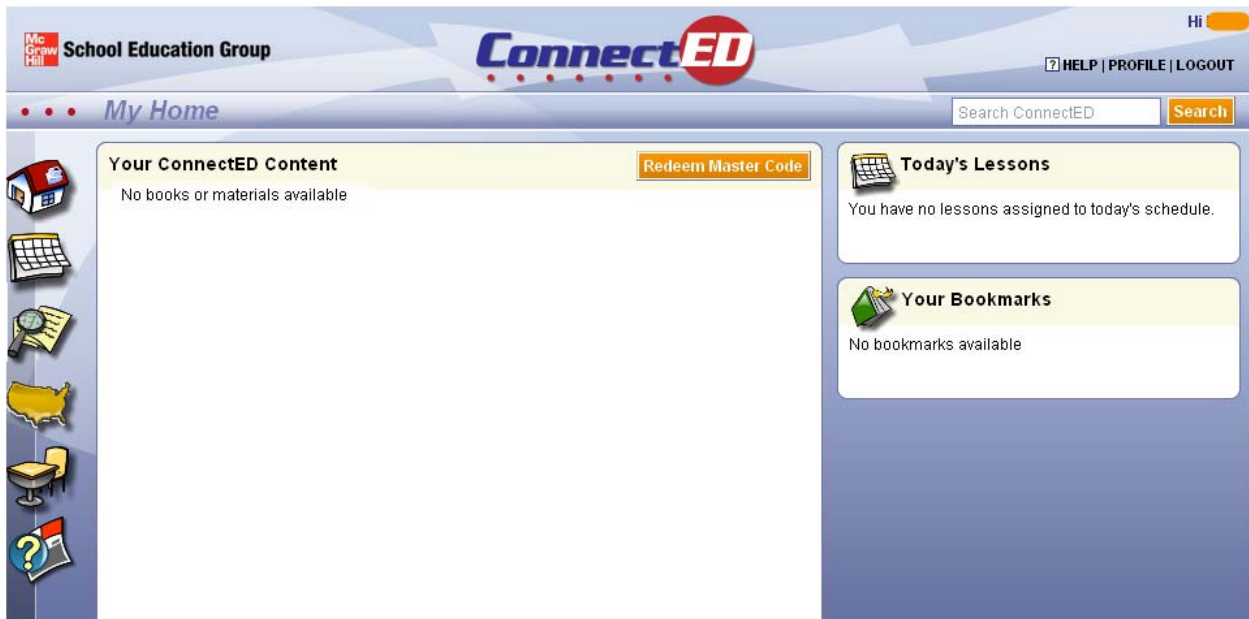 Mc
Graw
Hill
School Education Group
ConnectED
Hi
? HELP | PROFILE | LOGOUT
My Home
Search ConnectED
Search
Your ConnectED Content
Redeem Master Code
No books or materials available
Today's Lessons
You have no lessons assigned to today's schedule.
Your Bookmarks
No bookmarks available
?